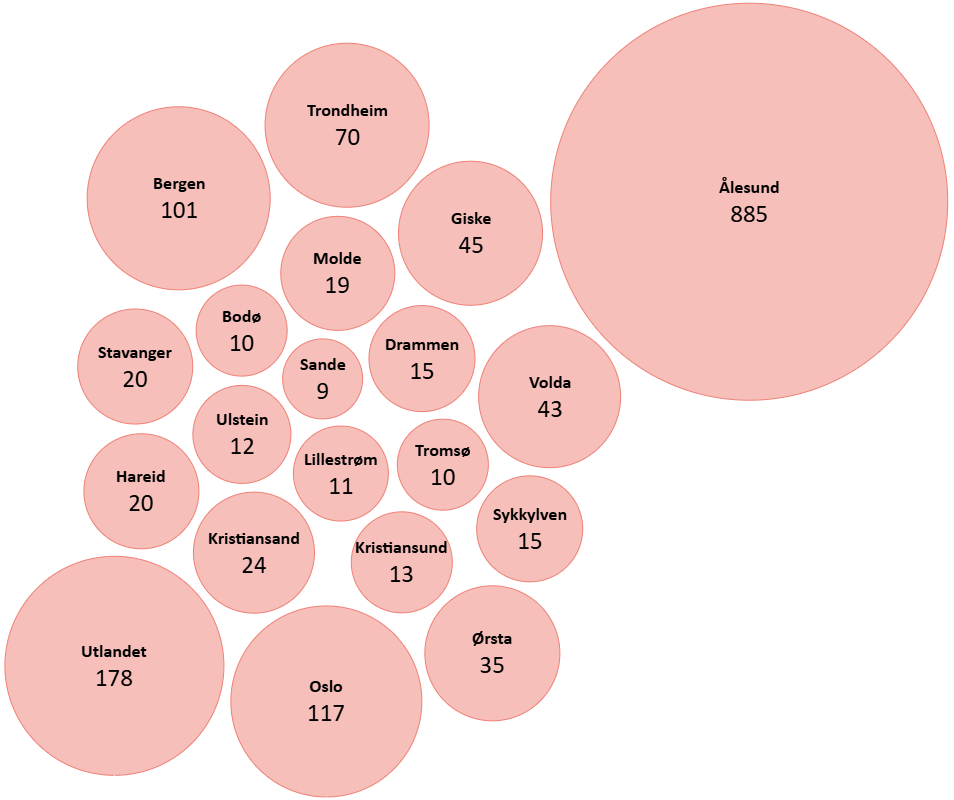 Trondheim
70
Bergen
101
Ålesund
885
Giske
45
Molde
19
Bodø
10
Stavanger
20
Sande
9
Drammen
15
Volda
43
Ulstein
12
Hareid
20
Lillestrøm
11
Tromsø
10
Sykkylven
15
Kristiansand
24
Kristiansund
13
Utlandet
178
Oslo
117
Ørsta
35